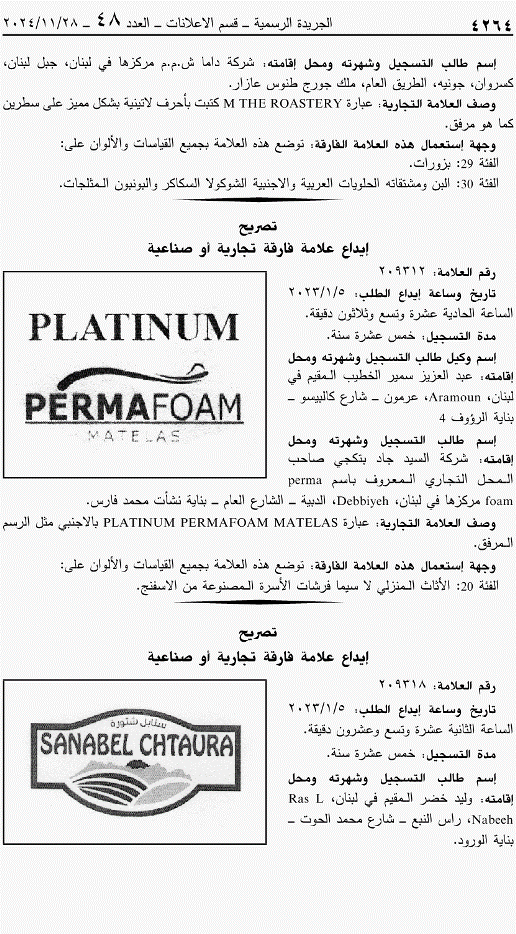 ٤٢٦٤
الجريدة الرسمية ـ قسم الاعلانات ـ العدد ٤٨ ـ ٢٠٢٤/١١/٢٨
إسم طالب التسجيل وشهرته ومحل إقامته: شركة داما ش.م.م مركزها في لبنان، جبل لبنان،
كسروان، جونيه، الطريق العام، ملك جورج طنوس عازار.
وصف العلامة التجارية: عبارة M THE ROASTERY كتبت بأحرف لاتينية بشكل مميز على سطرين
كما هو مرفق.
وجهة إستعمال هذه العلامة الفارقة: توضع هذه العلامة بجميع القياسات والألوان على:
الفئة 29: بزورات.
الفئة 30: البن ومشتقاته الحلويات العربية والاجنبية الشوكولا السكاكر والبونبون المثلجات.
تصريح
إيداع علامة فارقة تجارية أو صناعية
رقم العلامة: ٢٠٩٣١٢
تاريخ وساعة إيداع الطلب: ٢٠٢٣/١/٥
الساعة الحادية عشرة وتسع وثلاثون دقيقة.
مدة التسجيل: خمس عشرة سنة.
إسم وكيل طالب التسجيل وشهرته ومحل
إقامته: عبد العزيز سمير الخطيب المقيم في
لبنان، Aramoun، عرمون ـ شارع كالبيسو ـ
بناية الرؤوف 4
إسم طالب التسجيل وشهرته ومحل
إقامته: شركة السيد جاد بتكجي صاحب
المحل التجاري المعروف باسم perma
foam مركزها في لبنان، Debbiyeh، الدبية ـ الشارع العام ـ بناية نشأت محمد فارس.
PLATINUM
PERMAFOAM
MATELAS
وصف العلامة التجارية: عبارة PLATINUM PERMAFOAM MATELAS بالاجنبي مثل الرسم
المرفق.
وجهة إستعمال هذه العلامة الفارقة: توضع هذه العلامة بجميع القياسات والألوان على:
الفئة 20: الأثاث المنزلي لا سيما فرشات الأسرة المصنوعة من الاسفنج.
تصريح
إيداع علامة فارقة تجارية أو صناعية
رقم العلامة: ٢٠٩٣١٨
تاريخ وساعة إيداع الطلب: ٢٠٢٣/١/٥
الساعة الثانية عشرة وتسع وعشرون دقيقة.
مدة التسجيل: خمس عشرة سنة.
إسم طالب التسجيل وشهرته ومحل
إقامته: وليد خضر المقيم في لبنان، Ras L
Nabeeh، راس النبع ـ شارع محمد الحوت ـ
بناية الورود.
سنابل شتورة
SANABEL CHTAURA